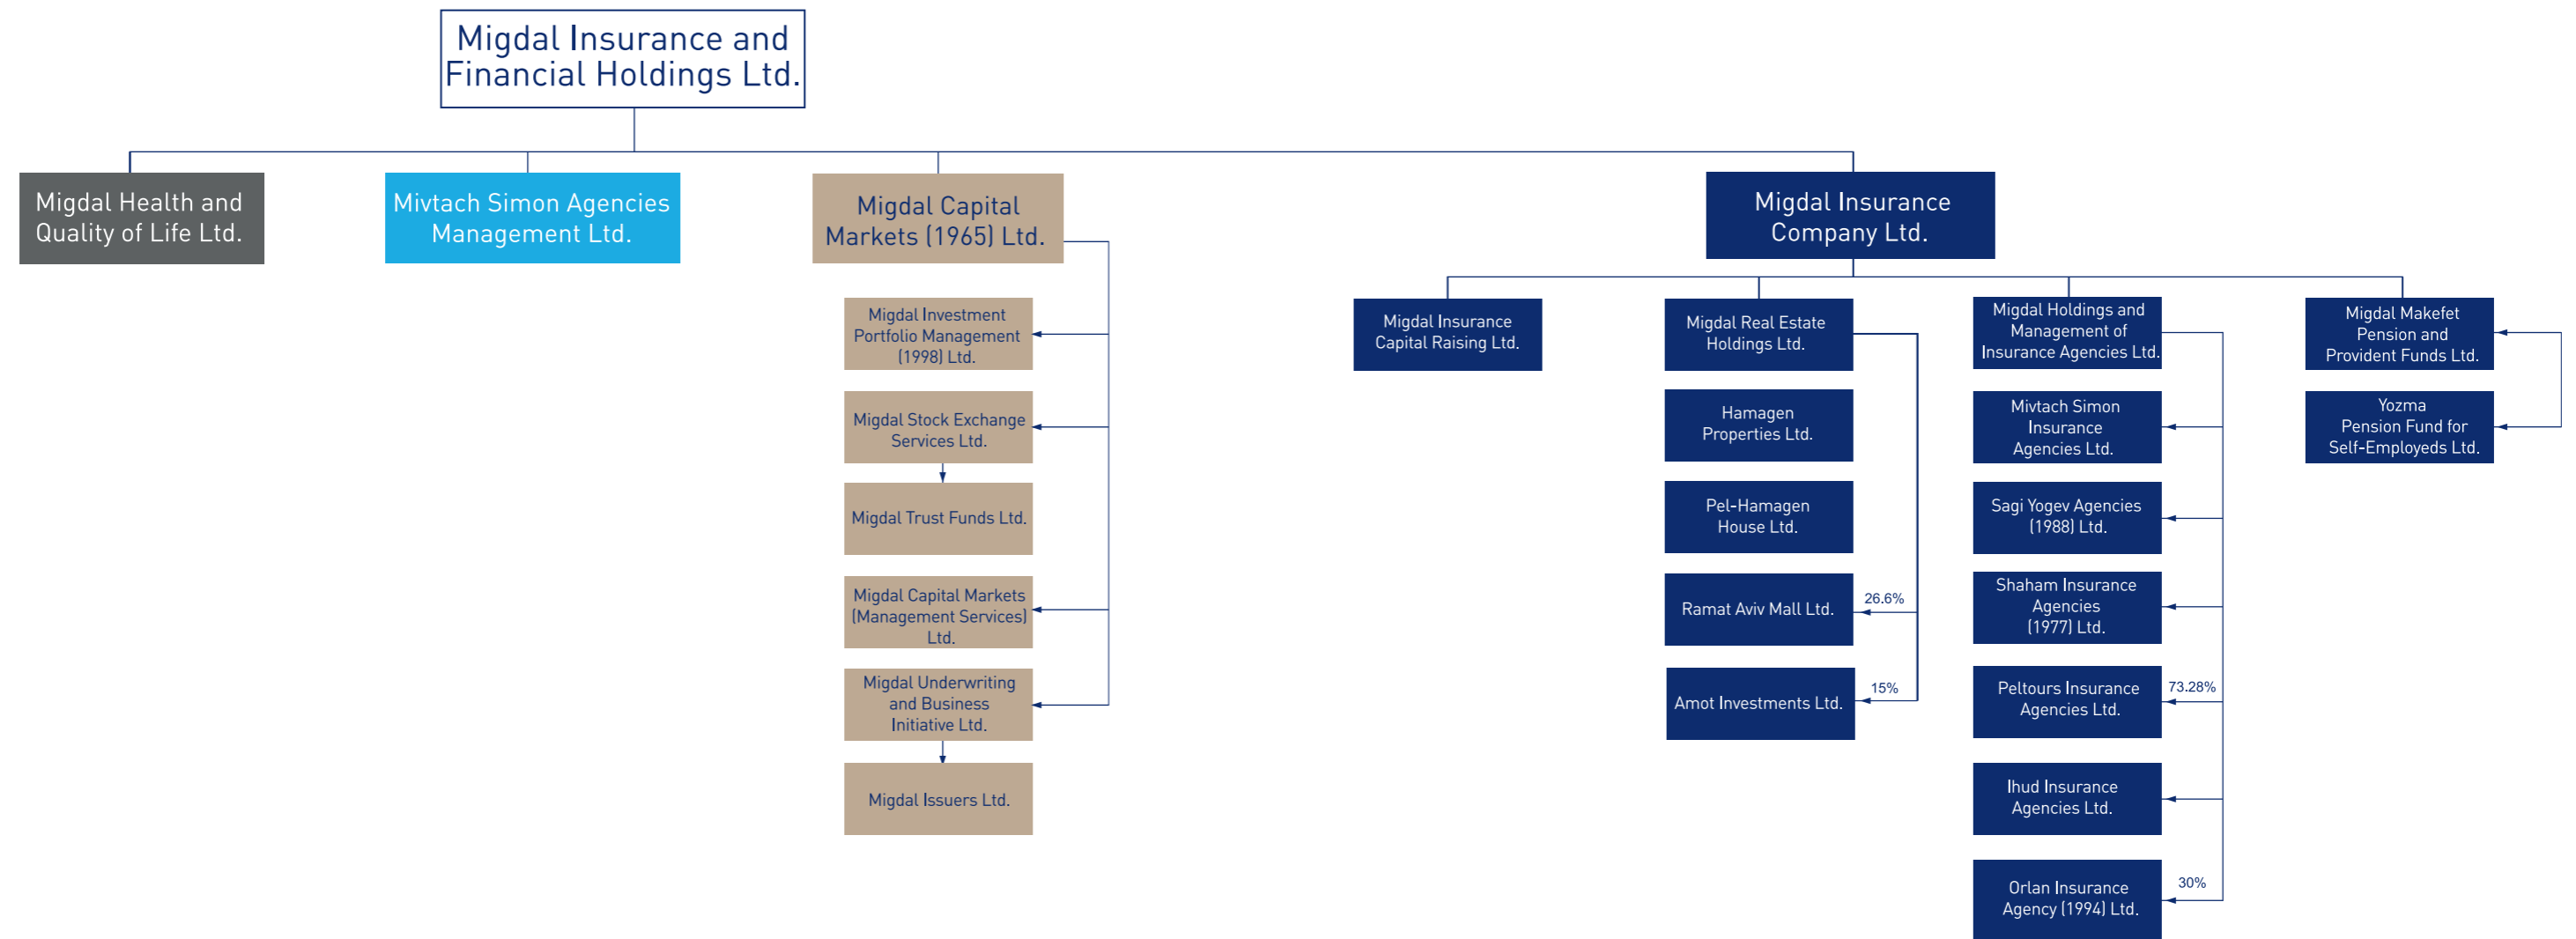 Migdal Insurance and
Financial Holdings Ltd.
Migdal Health and
Quality of Life Ltd.
Mivtach Simon Agencies
Management Ltd.
Migdal Capital
Markets (1965) Ltd.
Migdal Insurance
Company Ltd.
Migdal Investment
Portfolio Management
(1998) Ltd.
Migdal Stock Exchange
Services Ltd.
Migdal Trust Funds Ltd.
Migdal Capital Markets
(Management Services)
Ltd.
Migdal Underwriting
and Business
Initiative Ltd.
Migdal Issuers Ltd.
Migdal Insurance
Capital Raising Ltd.
Migdal Real Estate
Holdings Ltd.
Hamagen
Properties Ltd.
Pel-Hamagen
House Ltd.
Ramat Aviv Mall Ltd.
26.6%
Amot Investments Ltd.
15%
Migdal Holdings and
Management of
Insurance Agencies Ltd.
Mivtach Simon
Insurance
Agencies Ltd.
Sagi Yogev Agencies
(1988) Ltd.
Shaham Insurance
Agencies
(1977) Ltd.
Peltours Insurance
Agencies Ltd.
73.28%
Ihud Insurance
Agencies Ltd.
Orlan Insurance
Agency (1994) Ltd.
30%
Migdal Makefet
Pension and
Provident Funds Ltd.
Yozma
Pension Fund for
Self-Employeds Ltd.